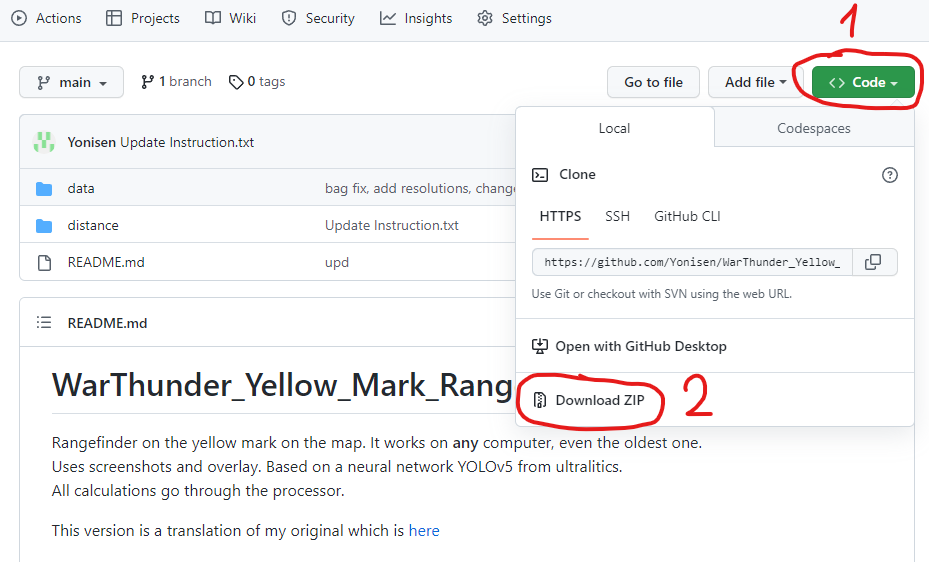 Actions Projects Wiki Security Insights Settings
1
main 1 branch 0 tags Go to file Add file <> Code
Local Codespaces
Yonisen Update Instruction.txt
Clone
data bag fix, add resolutions, change
HTTPS SSH GitHub CLI
distance Update Instruction.txt
README.md upd
https://github.com/Yonisen/WarThunder_Yellow_
Use Git or checkout with SVN using the web URL.
README.md
Open with GitHub Desktop
WarThunder_Yellow_Mark_Rang
Download ZIP 2
Rangefinder on the yellow mark on the map. It works on any computer, even the oldest one.
Uses screenshots and overlay. Based on a neural network YOLOv5 from ultralitics.
All calculations go through the processor.
This version is a translation of my original which is here